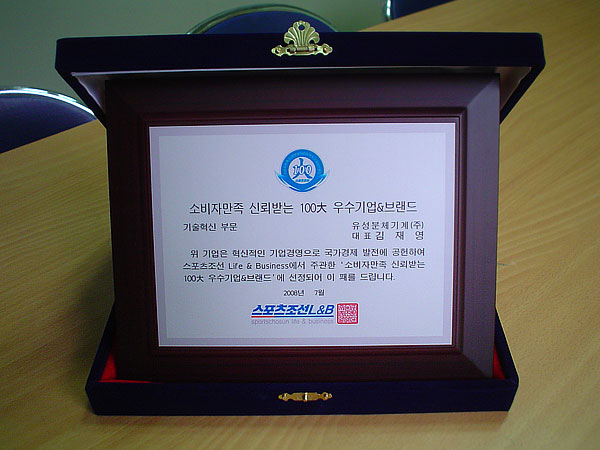 100
소비자만족 신뢰받는 100大 우수기업&브랜드
기술혁신 부문
유성분체기계(주)
대표 김 재 영
위 기업은 혁신적인 기업경영으로 국가경제 발전에 공헌하여
스포츠조선 Life & Business에서 주관한 '소비자만족 신뢰받는
100大 우수기업&브랜드'에 선정되어 이 패를 드립니다.
2008년 7월
스포츠조선L&B
sportschosun life & business